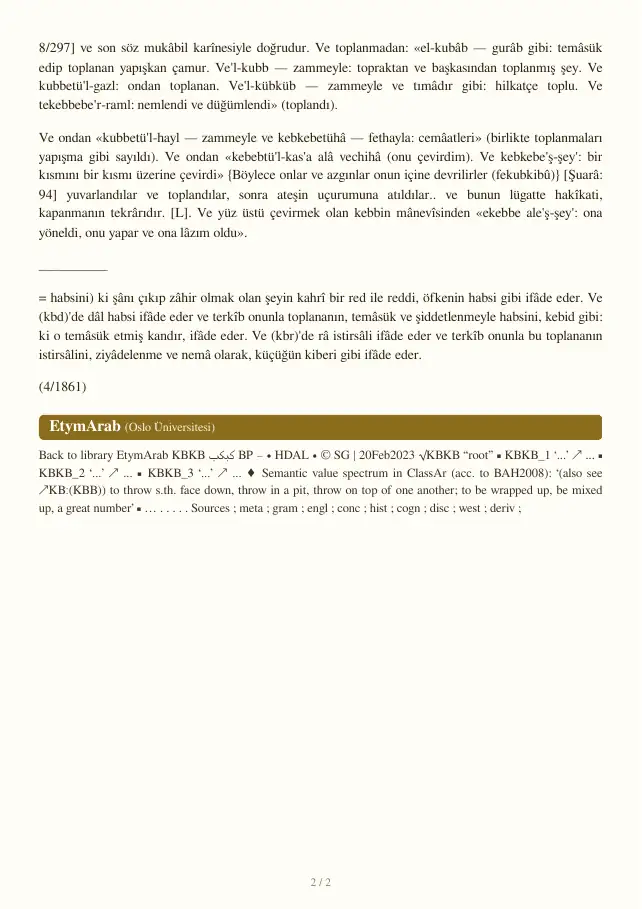 8/297] ve son söz mukâbil karînesiyle doğrudur. Ve toplanmadan: «el-kubâb — gurâb gibi: temâsük
edip toplanan yapışkan çamur. Ve'l-kubb — zammeyle: topraktan ve başkasından toplanmış şey. Ve
kubbetü'l-gazl: ondan toplanan. Ve'l-kübküb — zammeyle ve tımâdır gibi: hilkatçe toplu. Ve
tekebbebe'r-raml: nemlendi ve düğümlendi» (toplandı).
Ve ondan «kubbetü'l-hayl — zammeyle ve kebkebetühâ — fethayla: cemâatleri» (birlikte toplanmaları
yapışma gibi sayıldı). Ve ondan «kebebtü'l-kas'a alâ vechihâ (onu çevirdim). Ve kebkebe'ş-şey': bir
kısmını bir kısmı üzerine çevirdi» {Böylece onlar ve azgınlar onun içine devrilirler (fekubkibû)} [Şuarâ:
94] yuvarlandılar ve toplandılar, sonra ateşin uçurumuna atıldılar.. ve bunun lügatte hakîkati,
kapanmanın tekrârıdır. [L]. Ve yüz üstü çevirmek olan kebbin mânevîsinden «ekebbe ale'ş-şey': ona
yöneldi, onu yapar ve ona lâzım oldu».
= habsini) ki şânı çıkıp zâhir olmak olan şeyin kahrî bir red ile reddi, öfkenin habsi gibi ifâde eder. Ve
(kbd)'de dâl habsi ifâde ve terkîb onunla toplananın, temâsük ve şiddetlenmeyle habsini, kebid gibi:
ki o temâsük etmiş kandır, ifâde eder. Ve (kbr)'de râ istirsâli ifâde eder ve terkîb onunla bu toplananın
istirsâlini, ziyâdelenme ve nemâ olarak, küçüğün kiberi gibi ifâde eder.
(4/1861)
EtymArab (Oslo Üniversitesi)
Back to library EtymArab KBKB كبكب BP – • HDAL • © SG | 20Feb2023 √KBKB “root” ▪ KBKB_1 ‘...’ ↗ ... ▪
KBKB_2 ‘...’ ↗ ... ▪ KBKB_3 ‘...’ ↗ ... ♦ Semantic value spectrum in ClassAr (acc. to BAH2008): ‘(also see
↗KB:(KBB)) to throw s.th. face down, throw in a pit, throw on top of one another; to be wrapped up, be mixed
up, a great number’ ▪ … . . . . . Sources ; meta ; gram ; engl ; conc ; hist ; cogn ; disc ; west ; deriv ;
2 / 2